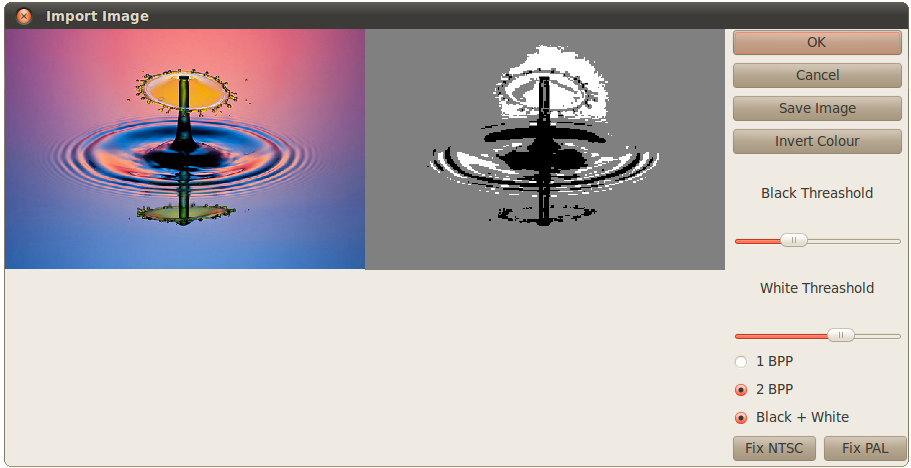 Import Image
OK
Cancel
Save Image
Invert Colour
Black Threashold
White Threashold
1 BPP
2 BPP
Black + White
Fix NTSC
Fix PAL